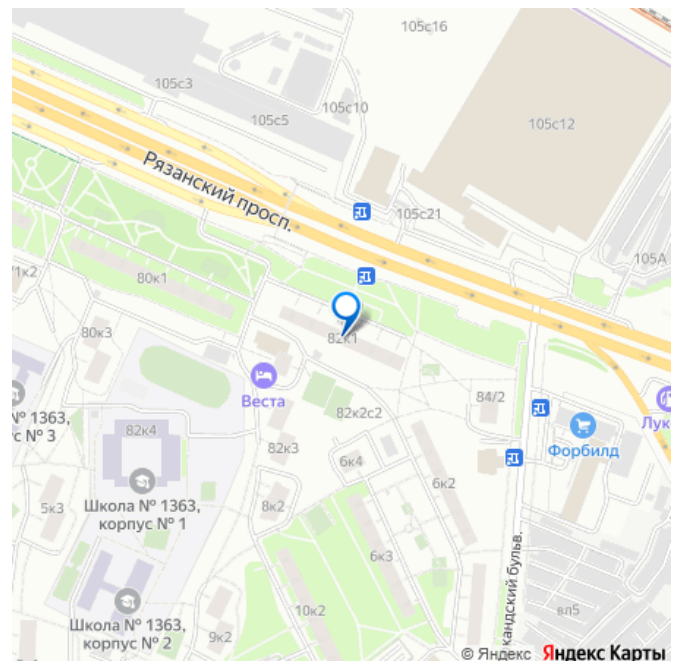 105с16
105с3
105с10
105с5
105с12
Рязанский просп.
105с21
105А
/1к2
80к1
80к3
82к1
Веста
82к2с2
84/2
Лук
Форбилд
№ 1363,
с № 3
82к4
82к3
6к4
6к2
Школа № 1363,
корпус № 1
5к3
8к2
6к3
кандский бульв.
10к2
вл5
Школа № 1363,
корпус № 2
9к2
© Яндекс Яндекс Карты